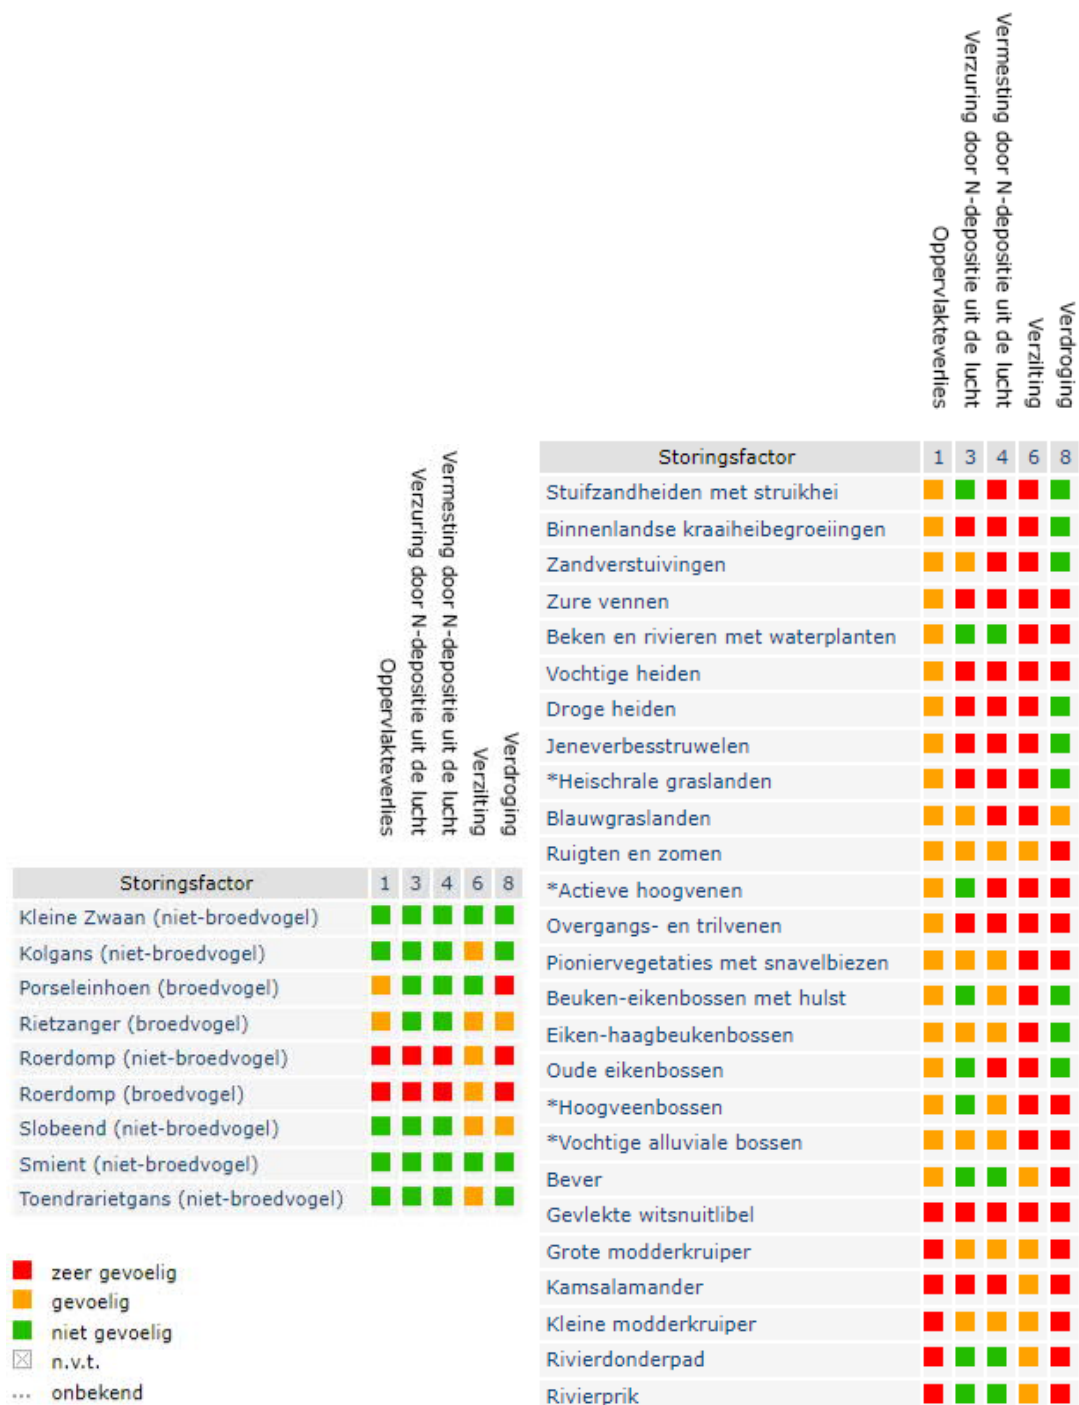 Oppervlakteverlies
Verzuring door N-depositie uit de lucht
Vermesting door N-depositie uit de lucht
Verzilting
Verdroging
Storingsfactor 1 3 4 6 8
Kleine Zwaan (niet-broedvogel)
Kolgans (niet-broedvogel)
Porseleinhoen (broedvogel)
Rietzanger (broedvogel)
Roerdomp (niet-broedvogel)
Roerdomp (broedvogel)
Slobeend (niet-broedvogel)
Smient (niet-broedvogel)
Toendrarietgans (niet-broedvogel)
zeer gevoelig
gevoelig
niet gevoelig
n.v.t.
... onbekend
Oppervlakteverlies
Verzuring door N-depositie uit de lucht
Vermesting door N-depositie uit de lucht
Verzilting
Verdroging
Storingsfactor 1 3 4 6 8
Stuifzandheiden met struikhei
Binnenlandse kraaiheibegroeiingen
Zandverstuivingen
Zure vennen
Beken en rivieren met waterplanten
Vochtige heiden
Droge heiden
Jeneverbesstruwelen
*Heischrale graslanden
Blauwgraslanden
Ruigten en zomen
*Actieve hoogvenen
Overgangs- en trilvenen
Pioniervegetaties met snavelbiezen
Beuken-eikenbossen met hulst
Eiken-haagbeukenbossen
Oude eikenbossen
*Hoogveenbossen
*Vochtige alluviale bossen
Bever
Gevlekte witsnuitlibel
Grote modderkruiper
Kamsalamander
Kleine modderkruiper
Rivierdonderpad
Rivierprik